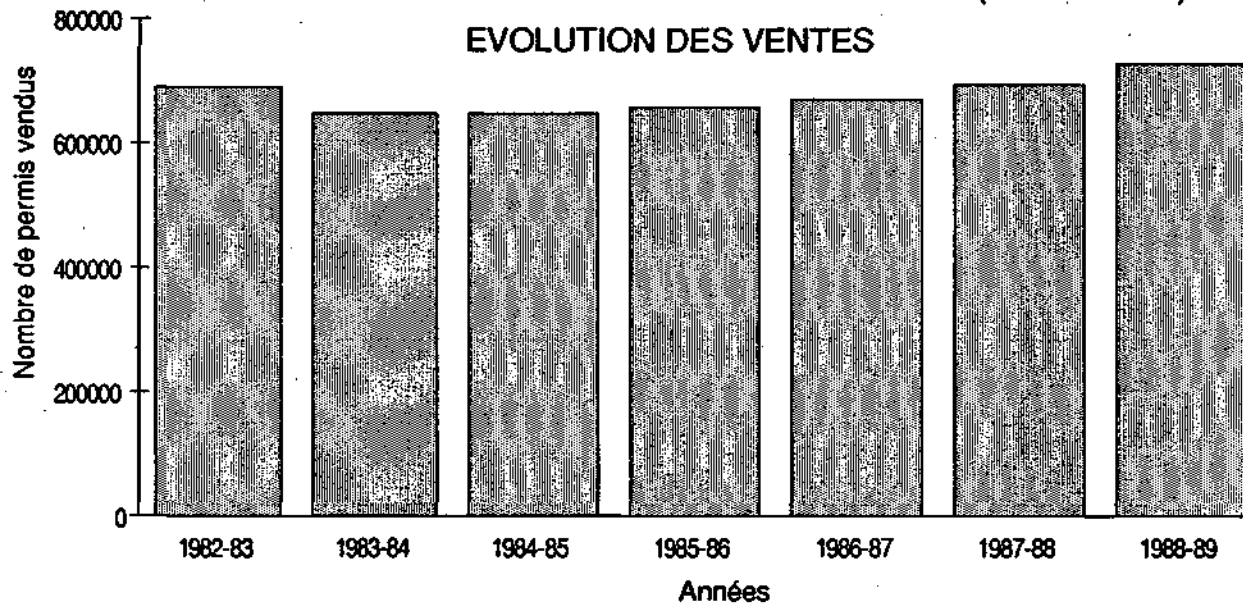 EVOLUTION DES VENTES
Nombre de permis vendus
800000
600000
400000
200000
0
1982-83 1983-84 1984-85 1985-86 1986-87 1987-88 1988-89
Années